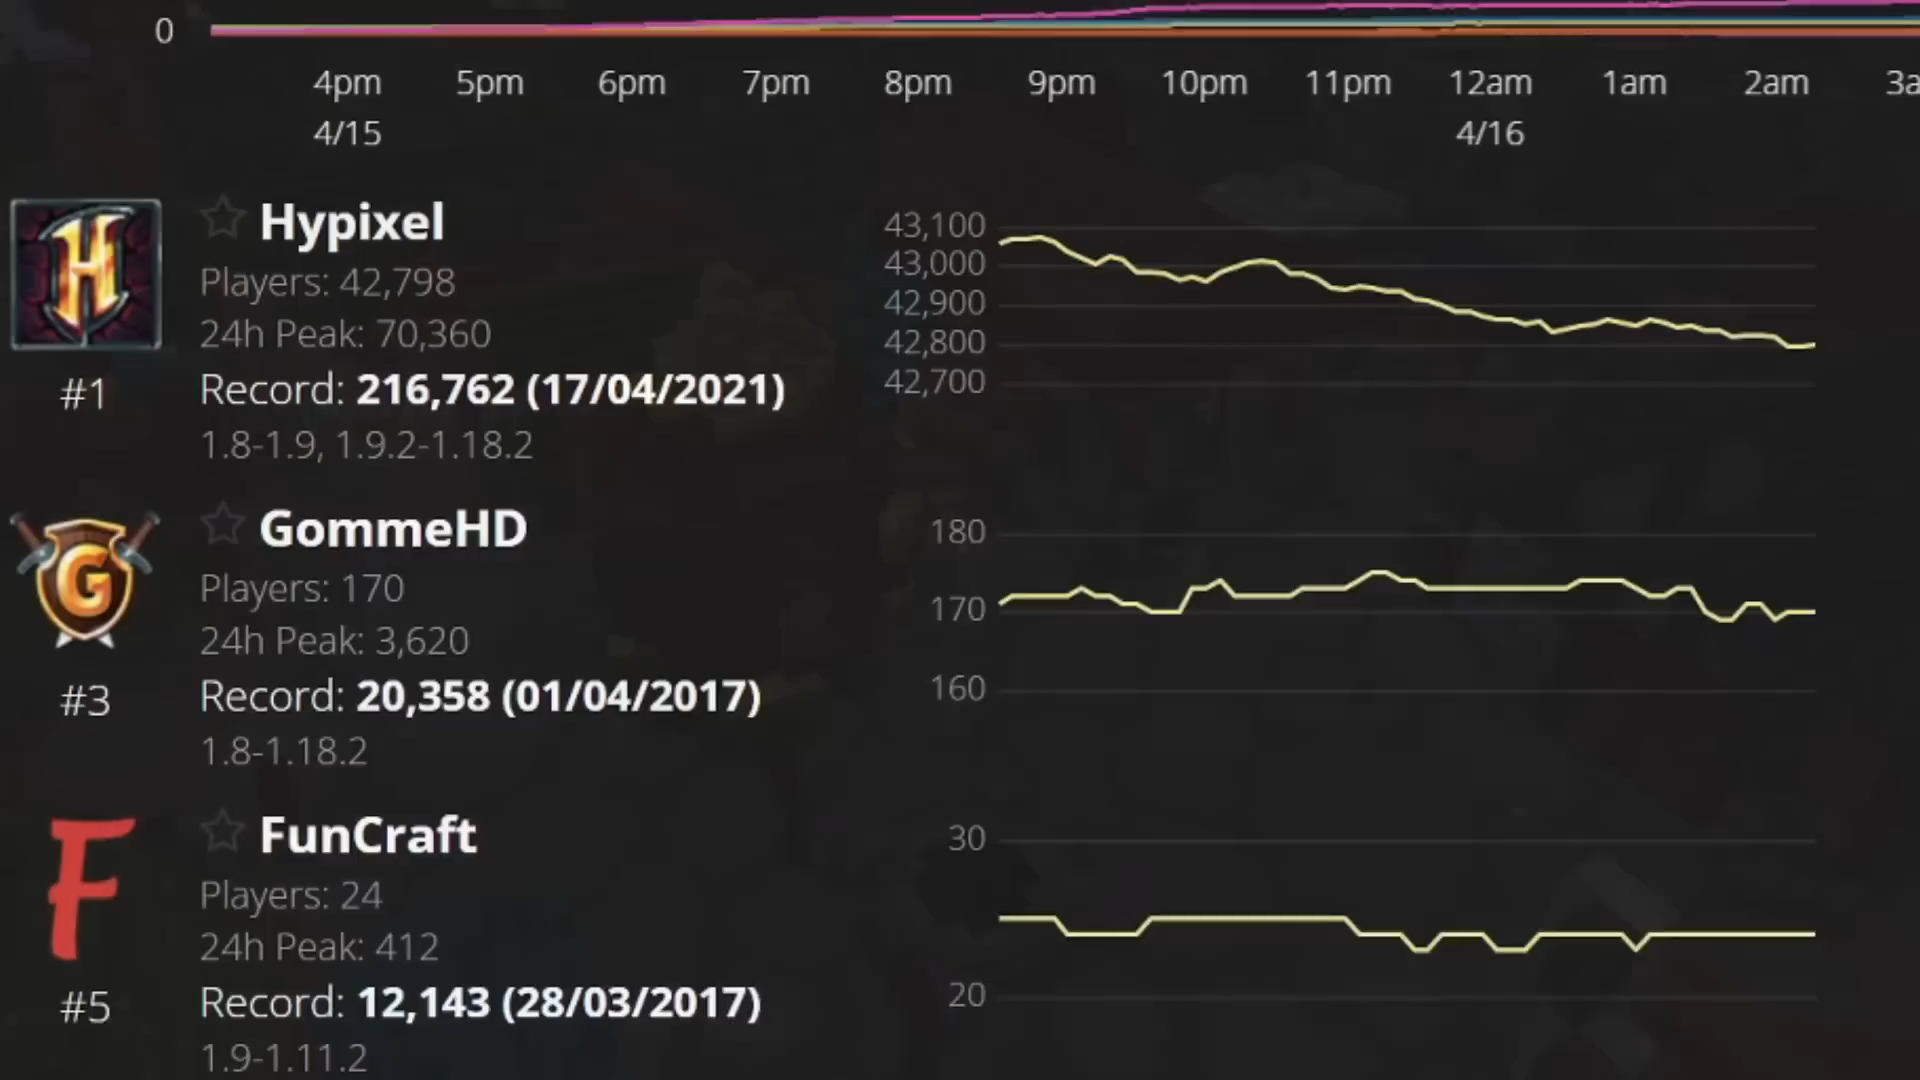 0
4pm 5pm 6pm 7pm 8pm 9pm 10pm 11pm 12am 1am 2am 3a
4/15 4/16
H
Hypixel
Players: 42,798
24h Peak: 70,360
#1
Record: 216,762 (17/04/2021)
1.8-1.9, 1.9.2-1.18.2
43,100
43,000
42,900
42,800
42,700
G
GommeHD
Players: 170
24h Peak: 3,620
#3
Record: 20,358 (01/04/2017)
1.8-1.18.2
180
170
160
F
FunCraft
Players: 24
24h Peak: 412
#5
Record: 12,143 (28/03/2017)
1.9-1.11.2
30
20